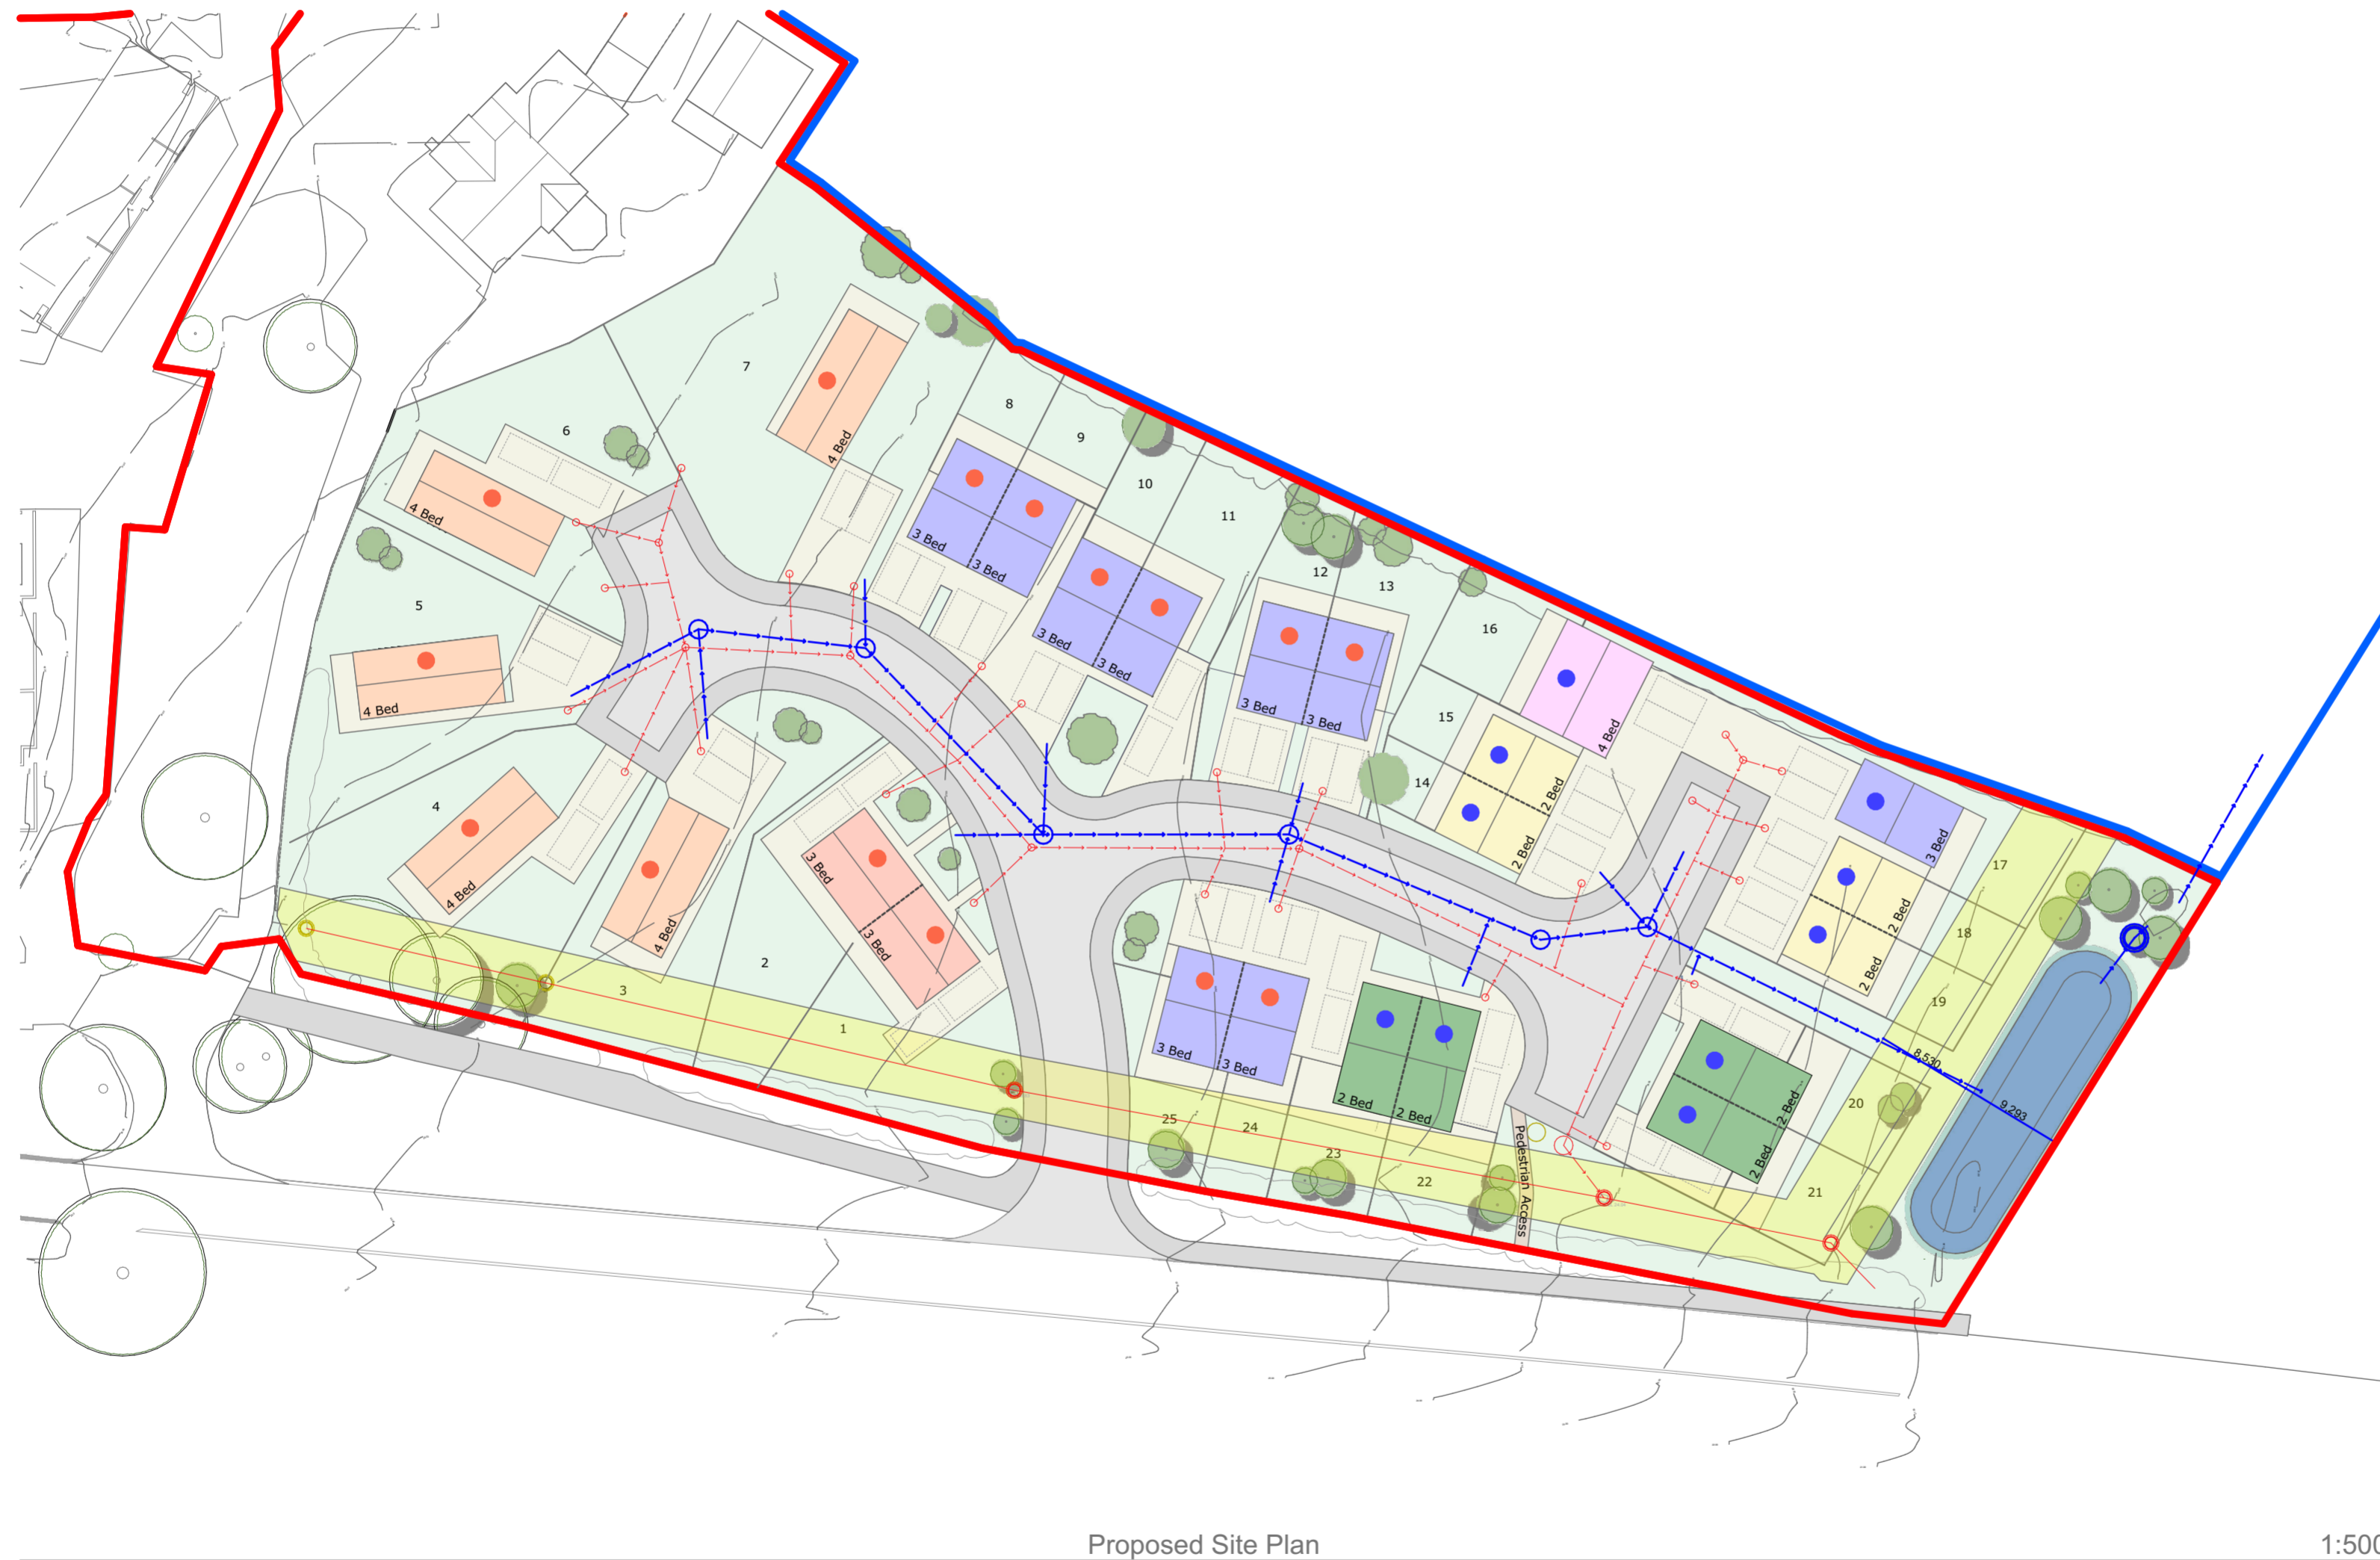 7
8
6
9
4 Bed
10
4 Bed
11
3 Bed
3 Bed
12
13
5
16
3 Bed
3 Bed
4 Bed
3 Bed
3 Bed
15
4 Bed
14
2 Bed
4
2 Bed
3 Bed
3 Bed
17
4 Bed
3 Bed
2 Bed
18
4 Bed
2
2 Bed
3
19
1
3 Bed
3 Bed
8.530
2 Bed
2 Bed
2 Bed
20
9.293
25
24
23
2 Bed
22
21
Pedestrian Access
Proposed Site Plan
1:500